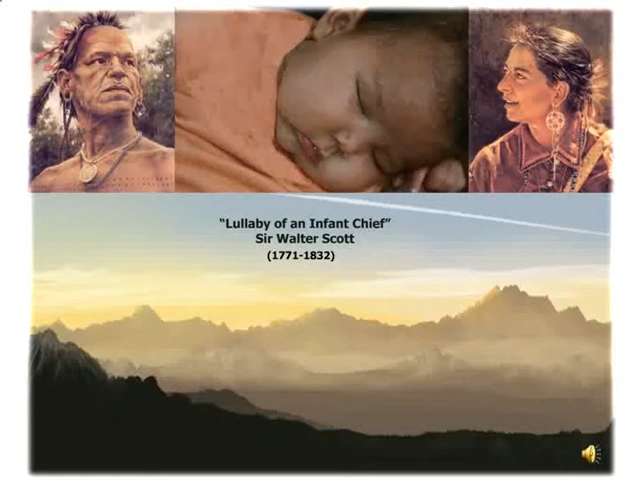 “Lullaby of an Infant Chief”
Sir Walter Scott
(1771-1832)